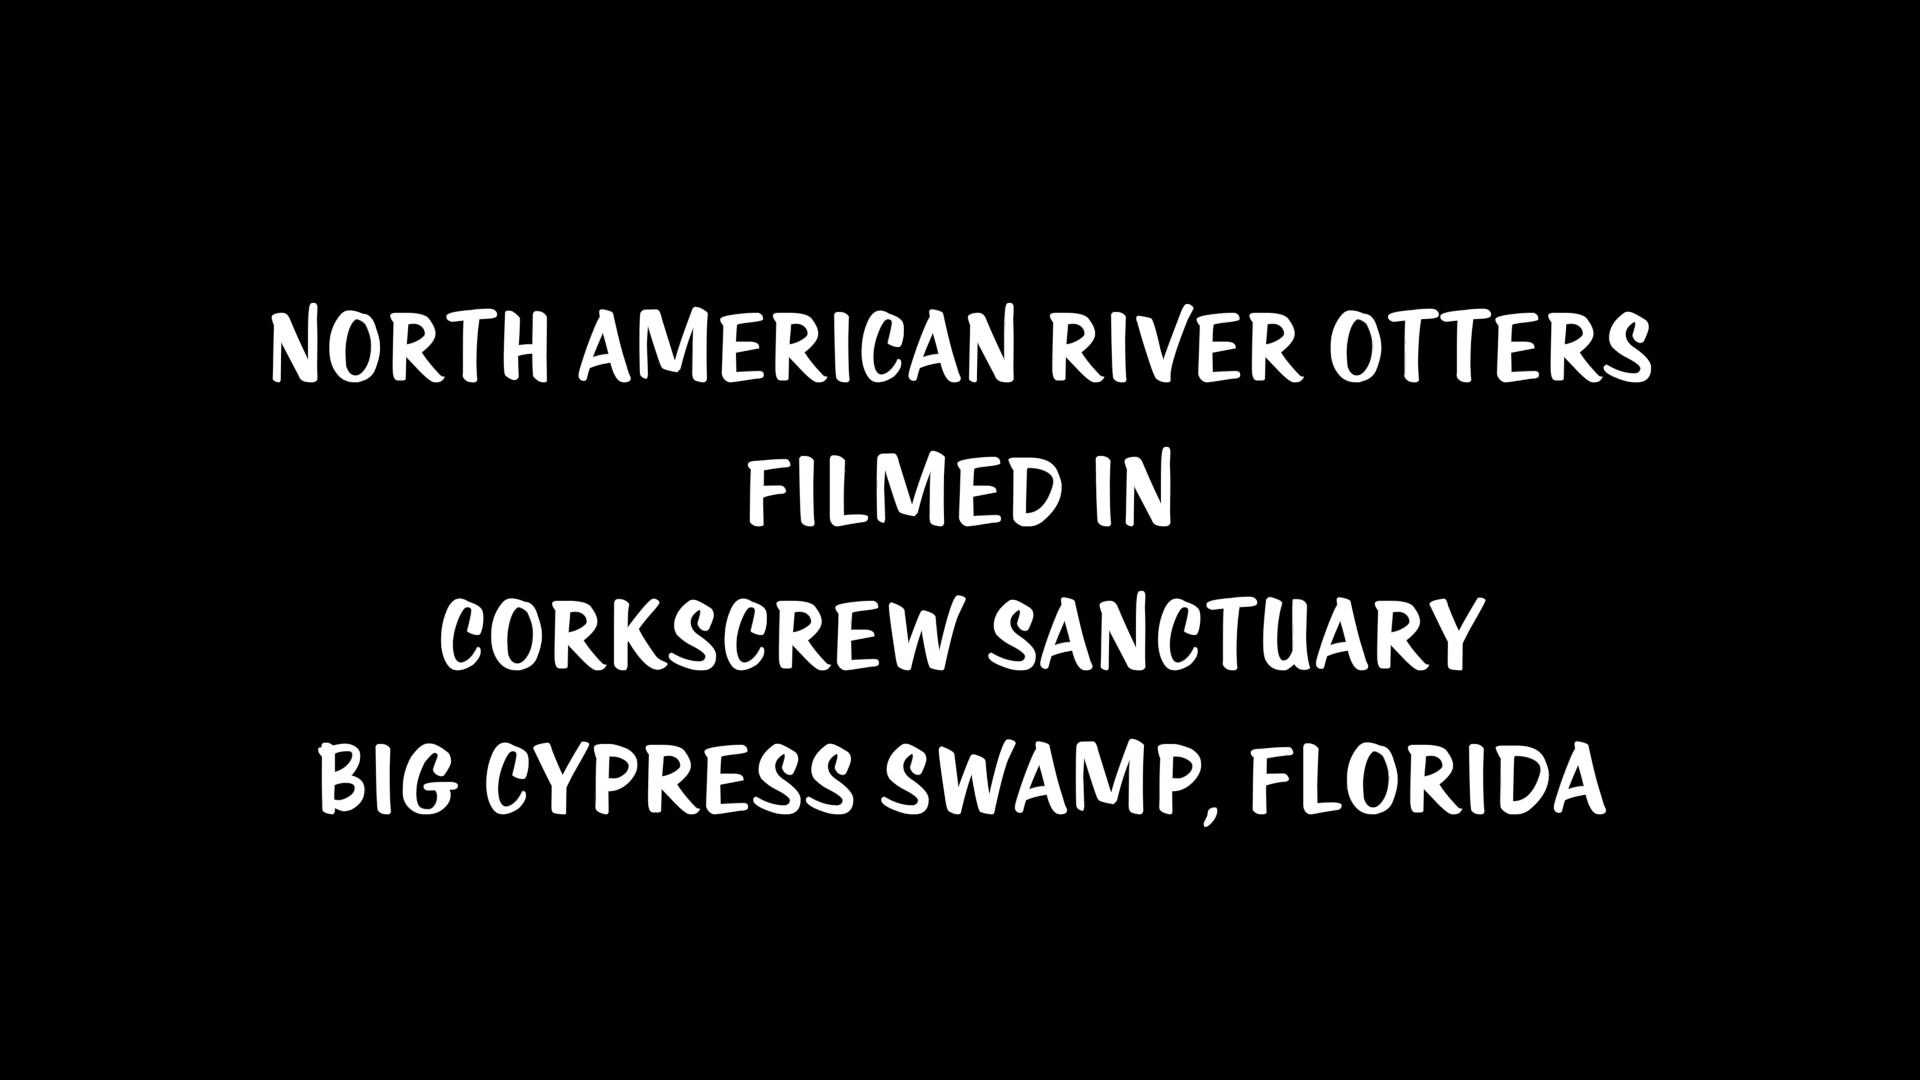 NORTH AMERICAN RIVER OTTERS
FILMED IN
CORKSCREW SANCTUARY
BIG CYPRESS SWAMP, FLORIDA